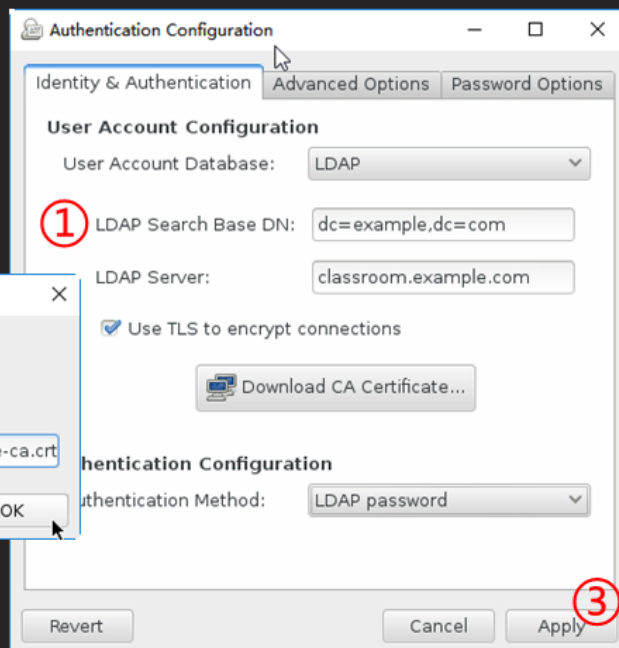 Authentication Configuration
Identity & Authentication Advanced Options Password Options
User Account Configuration
User Account Database: LDAP
① LDAP Search Base DN: dc=example,dc=com
LDAP Server: classroom.example.com
Use TLS to encrypt connections
Download CA Certificate...
-ca.crt
hentication Configuration
OK
uthentication Method: LDAP password
③
Revert Cancel Apply